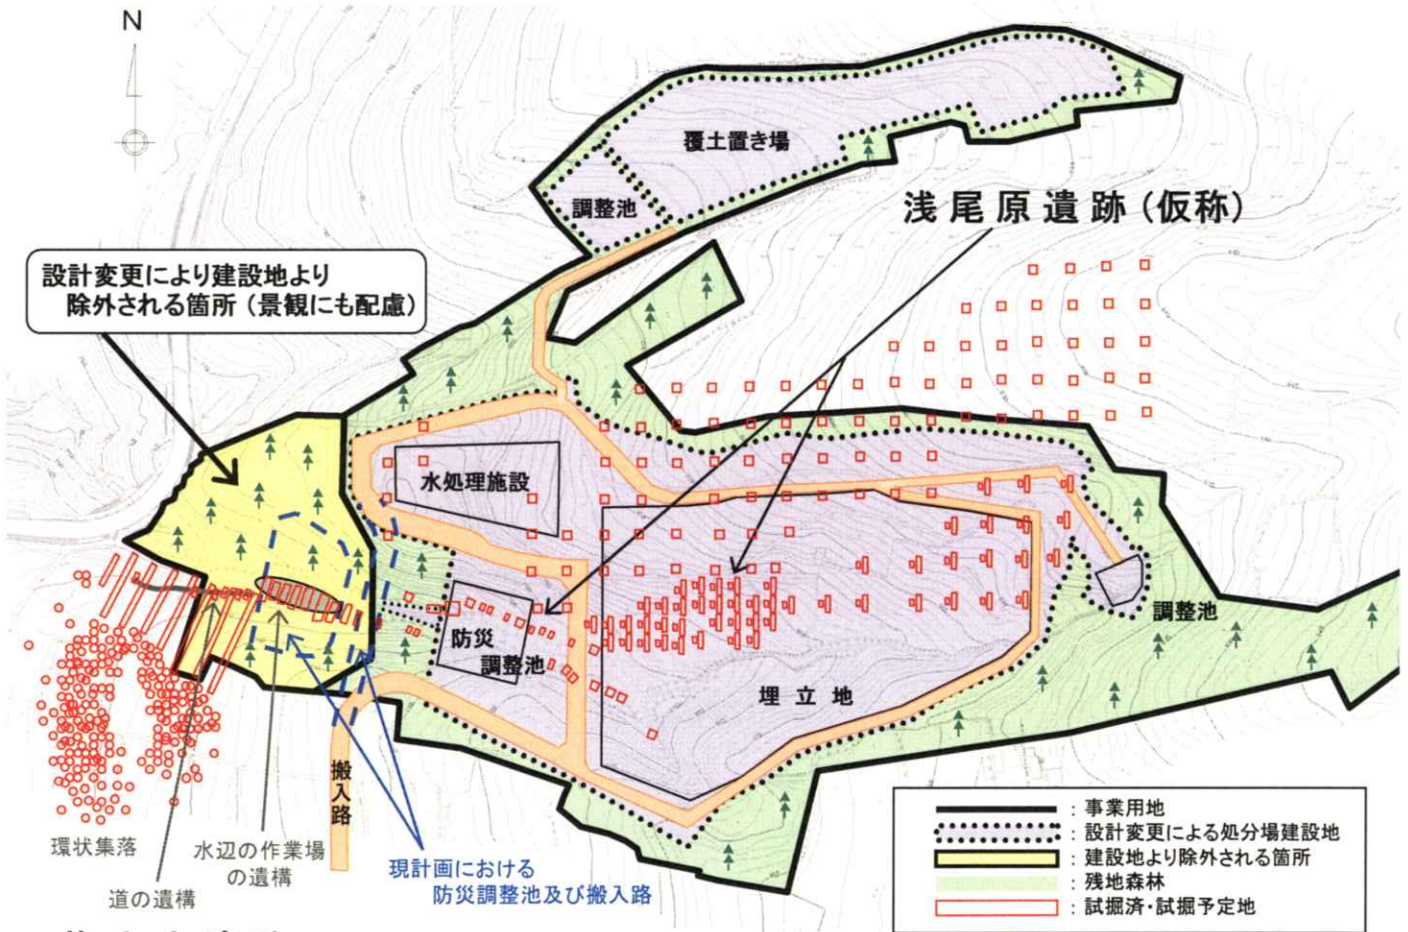 N
覆土置き場
調整池
浅尾原遺跡(仮称)
設計変更により建設地より
除外される箇所(景観にも配慮)
水処理施設
防災
調整池
埋立地
調整池
搬入路
環状集落
水辺の作業場
の遺構
道の遺構
現計画における
防災調整池及び搬入路
:事業用地
:設計変更による処分場建設地
:建設地より除外される箇所
:残地森林
:試掘済・試掘予定地